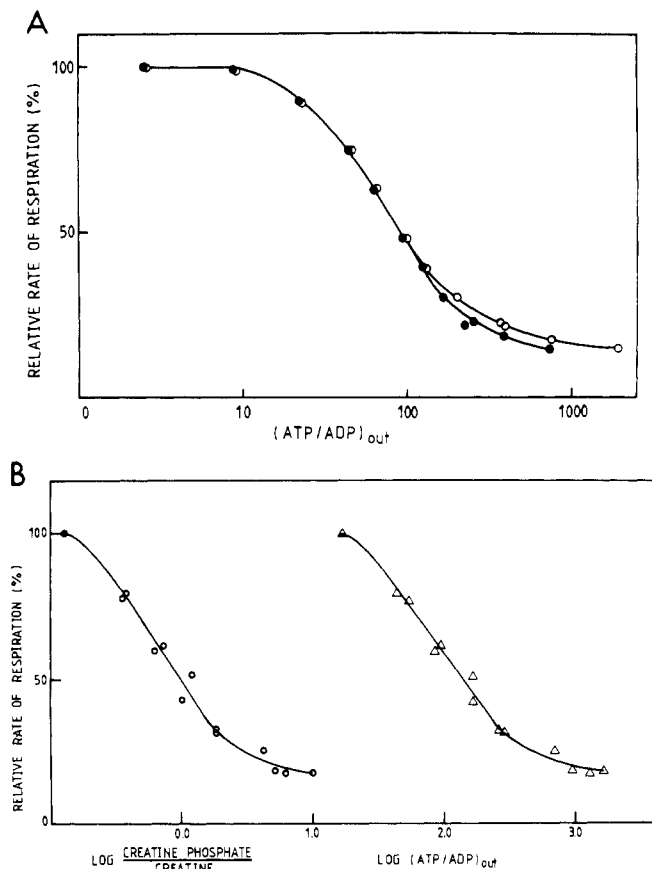 A
RELATIVE RATE OF RESPIRATION (%)
100
50
0
10
100
1000
(ATP/ADP)out
B
RELATIVE RATE OF RESPIRATION (%)
100
50
0
0.0
1.0
2.0
3.0
LOG CREATINE PHOSPHATE
CREATINE
LOG (ATP/ADP)out